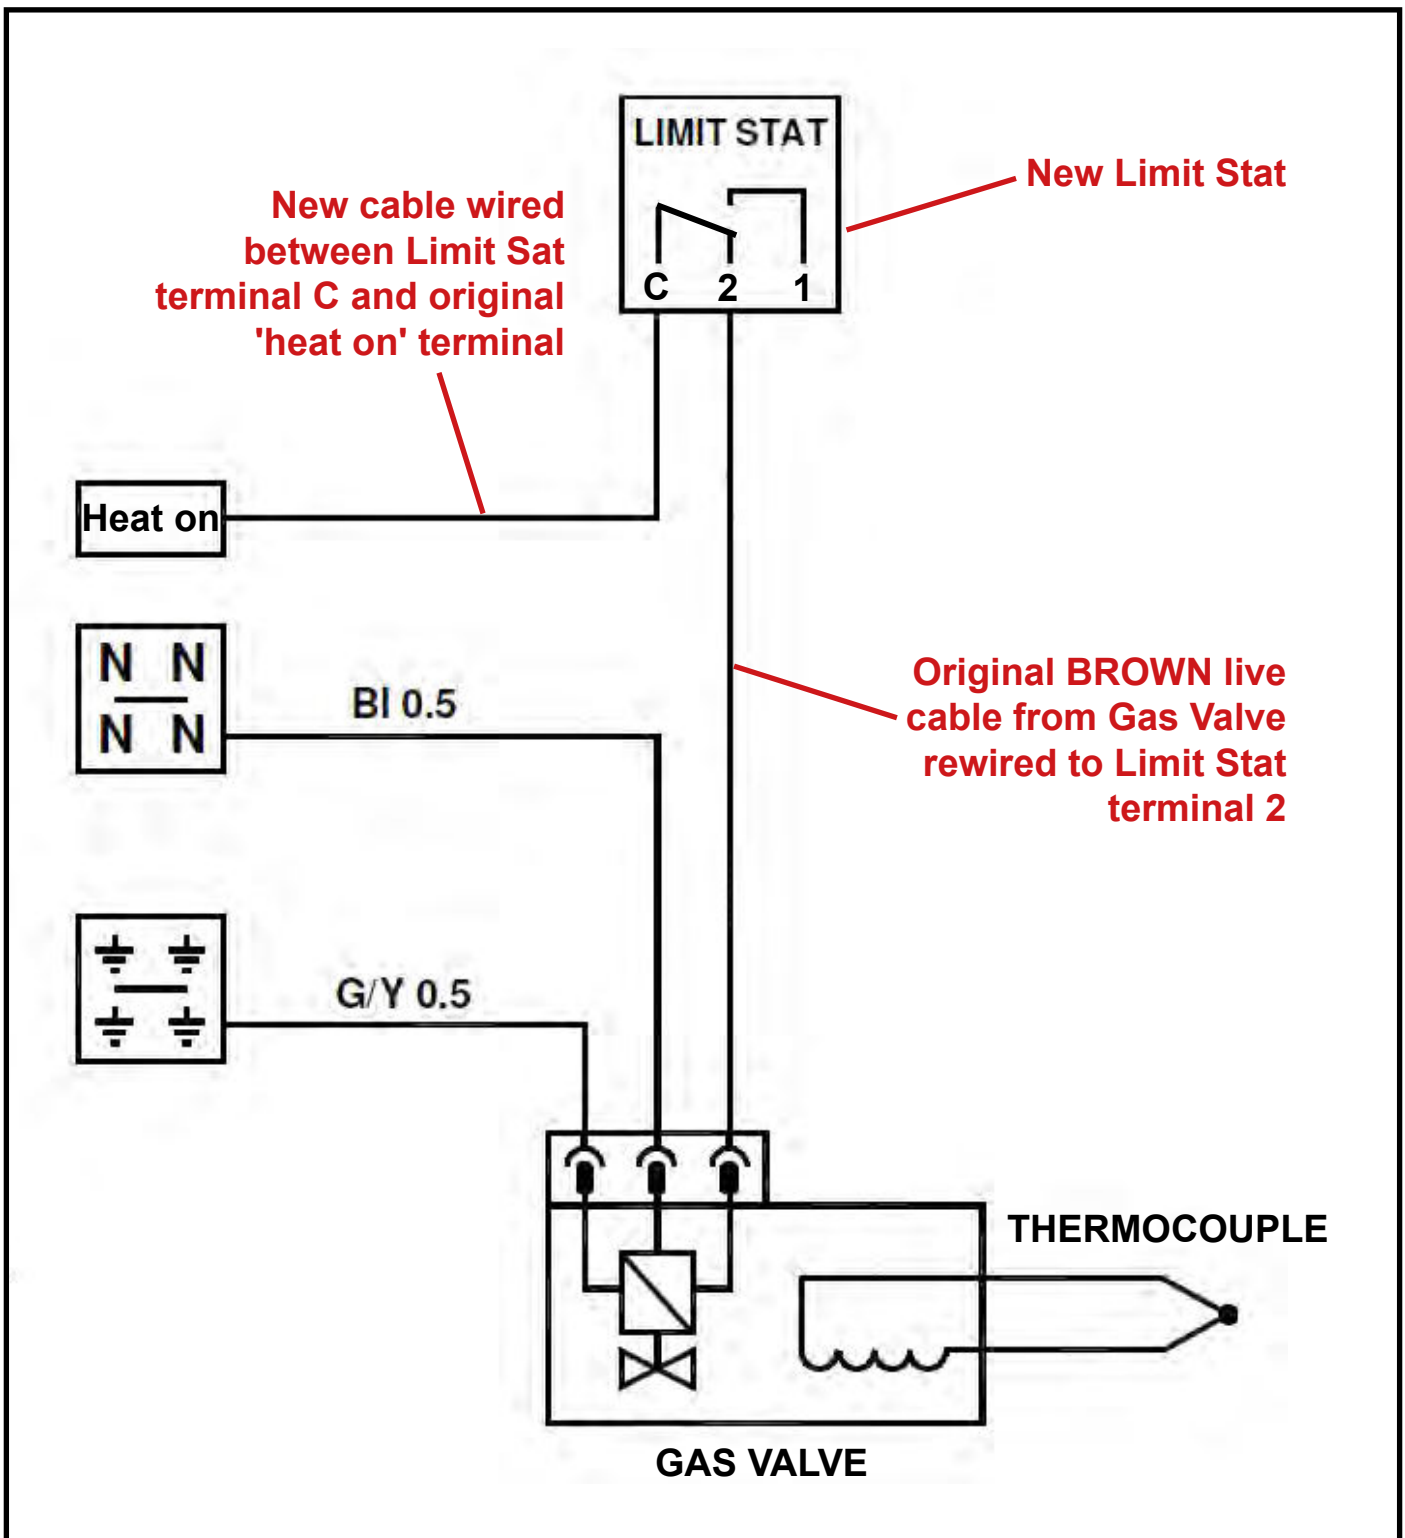 LIMIT STAT
C 2 1
New Limit Stat
New cable wired
between Limit Sat
terminal C and original
'heat on' terminal
Heat on
N N
N N
Bl 0.5
Original BROWN live
cable from Gas Valve
rewired to Limit Stat
terminal 2
G/Y 0.5
THERMOCOUPLE
GAS VALVE